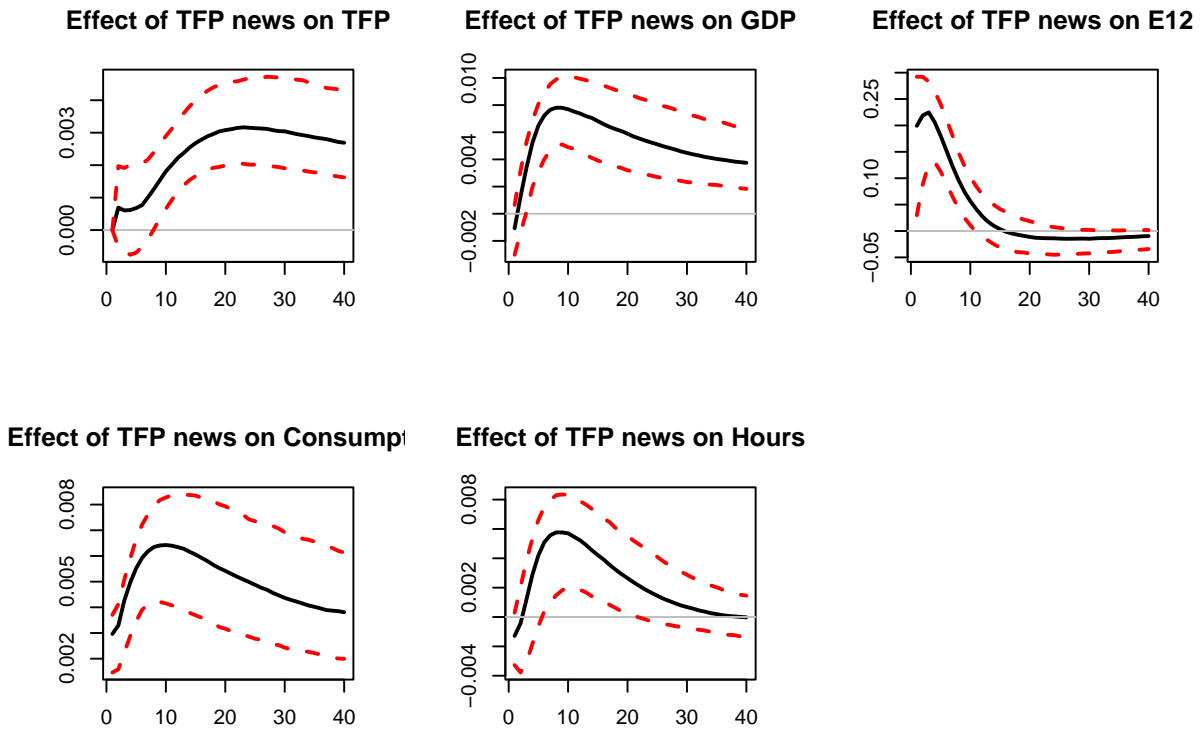 Effect of TFP news on TFP
0.003
0.000
0 10 20 30 40
Effect of TFP news on GDP
0.010
0.004
−0.002
0 10 20 30 40
Effect of TFP news on E12
0.25
0.10
−0.05
0 10 20 30 40
Effect of TFP news on Consumpt
0.008
0.005
0.002
0 10 20 30 40
Effect of TFP news on Hours
0.008
0.002
−0.004
0 10 20 30 40